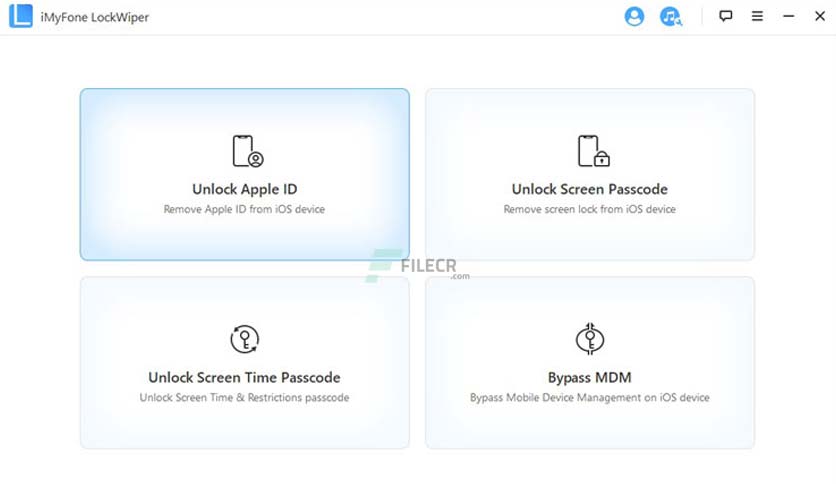 iMyFone LockWiper
Unlock Apple ID
Remove Apple ID from iOS device
Unlock Screen Passcode
Remove screen lock from iOS device
FILECR
.com
Unlock Screen Time Passcode
Unlock Screen Time & Restrictions passcode
Bypass MDM
Bypass Mobile Device Management on iOS device